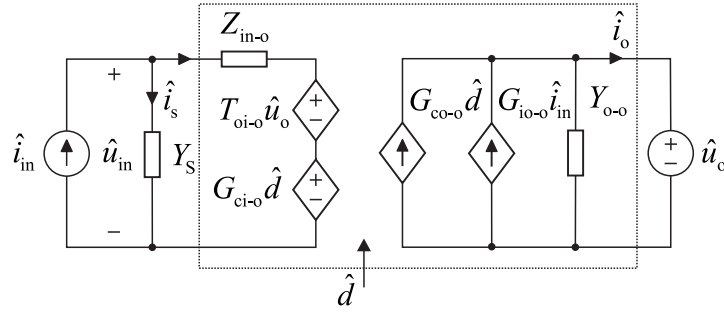 Z_in-o
î_o
+
î_s
T_oi-o û_o
+
−
G_co-o d̂
G_io-o î_in
Y_o-o
î_in
û_in
Y_S
+
−
û_o
G_ci-o d̂
+
−
−
d̂